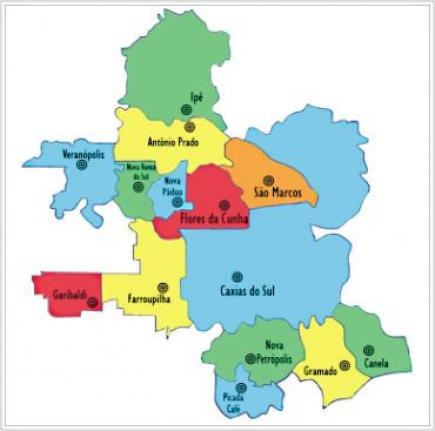 Ipê
Antônio Prado
Veranópolis
Nova Roma
do Sul
Nova
Pádua
São Marcos
Flores da Cunha
Caxias do Sul
Garibaldi
Farroupilha
Nova
Petrópolis
Gramado
Canela
Picada
Café